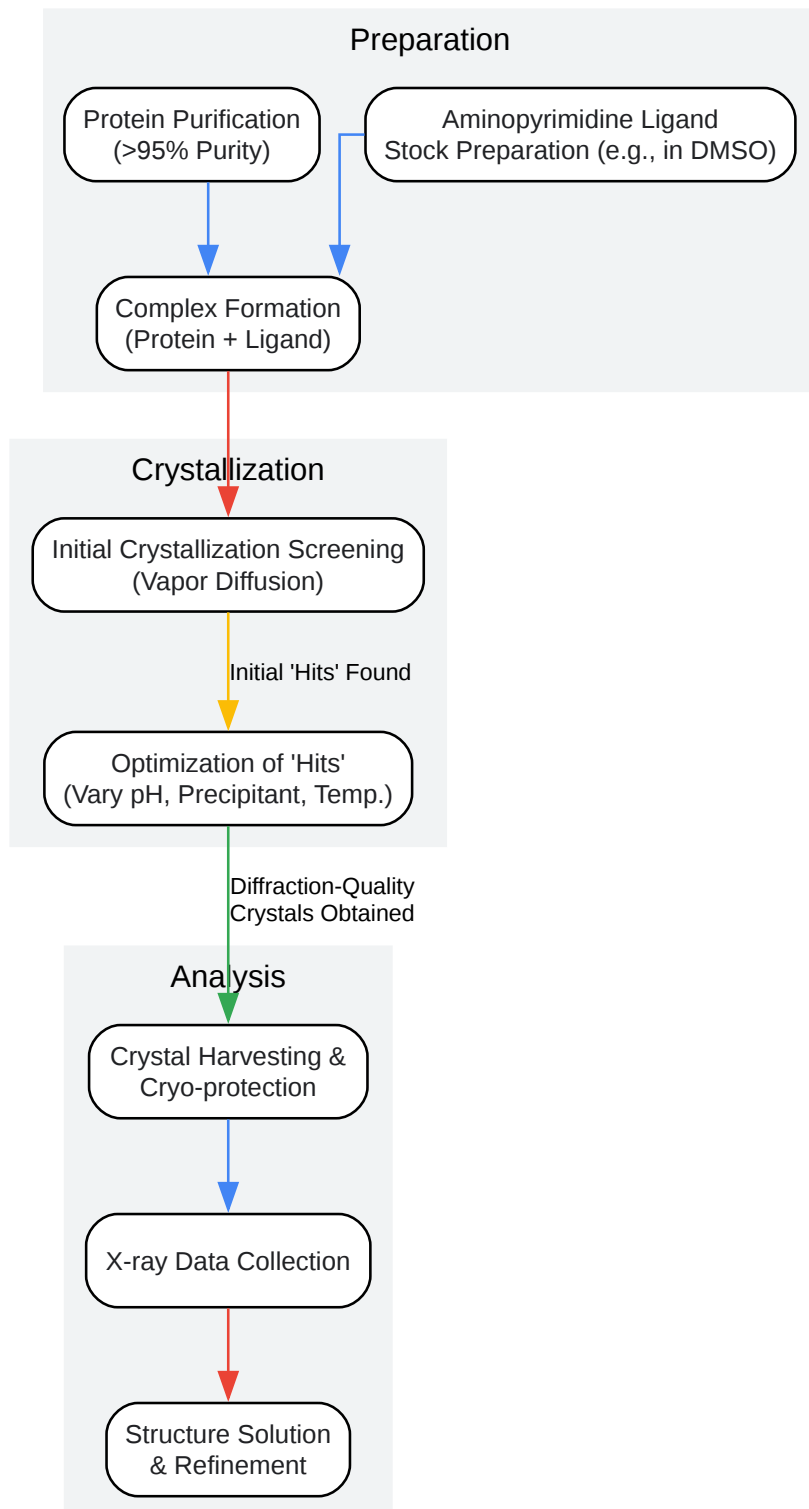 Preparation
Protein Purification
(>95% Purity)
Aminopyrimidine Ligand
Stock Preparation (e.g., in DMSO)
Complex Formation
(Protein + Ligand)
Crystallization
Initial Crystallization Screening
(Vapor Diffusion)
Initial 'Hits' Found
Optimization of 'Hits'
(Vary pH, Precipitant, Temp.)
Diffraction-Quality
Crystals Obtained
Analysis
Crystal Harvesting &
Cryo-protection
X-ray Data Collection
Structure Solution
& Refinement